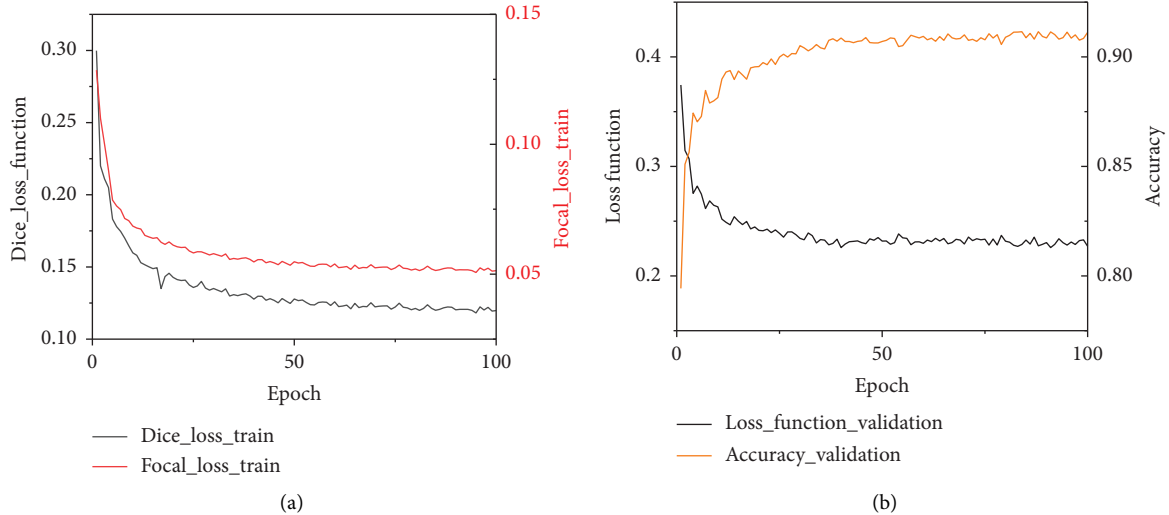 0.30
0.25
0.20
0.15
0.10
Dice_loss_function
0.15
0.10
0.05
Focal_loss_train
0
50
100
Epoch
Dice_loss_train
Focal_loss_train
(a)
0.4
0.3
0.2
Loss function
0.90
0.85
0.80
Accuracy
0
50
100
Epoch
Loss_function_validation
Accuracy_validation
(b)